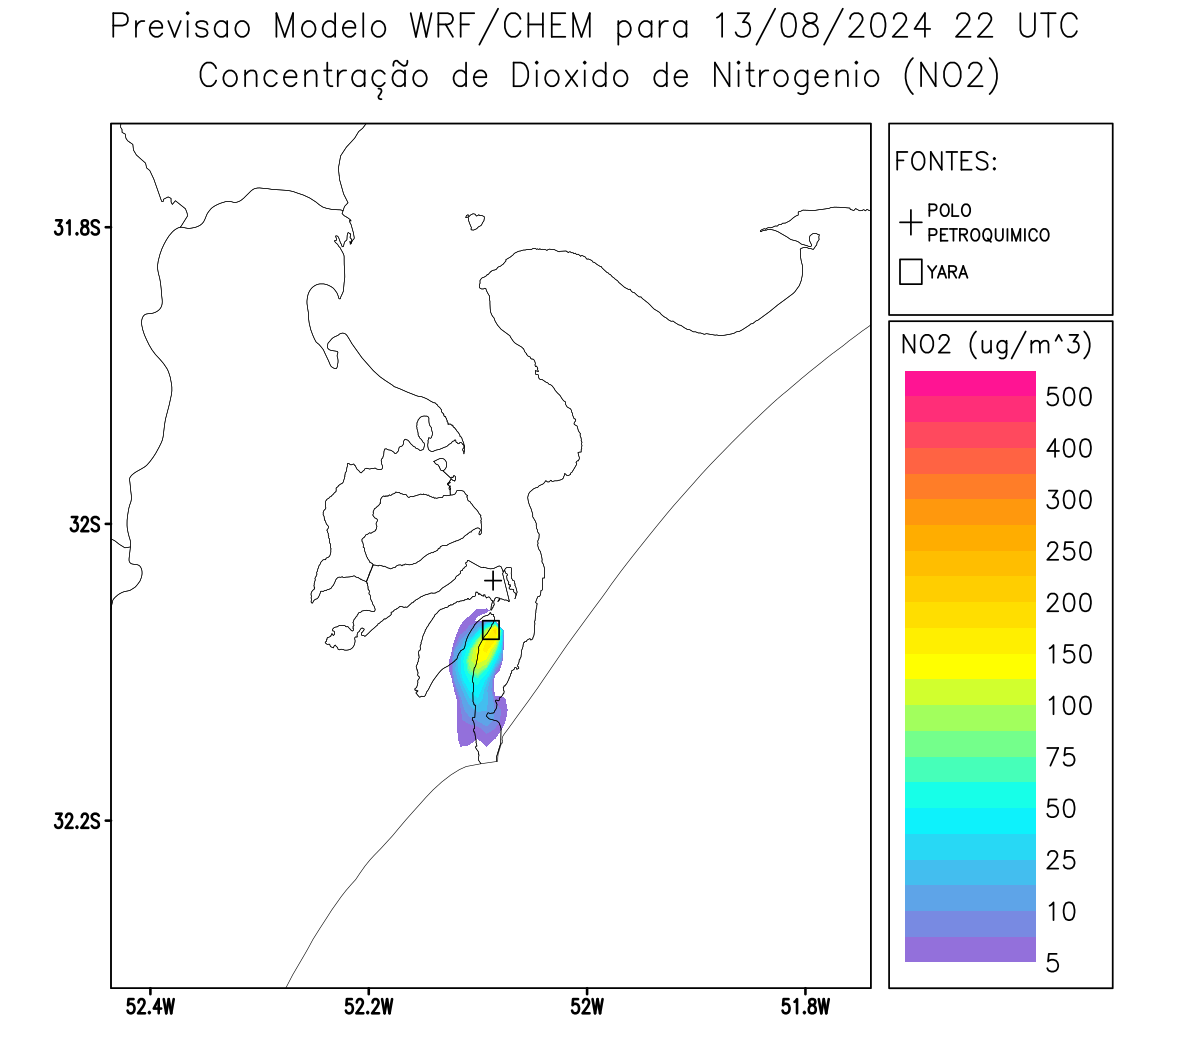 Previsao Modelo WRF/CHEM para 13/08/2024 22 UTC
Concentração de Dioxido de Nitrogenio (NO2)
FONTES:
POLO
PETROQUIMICO
YARA
NO2 (ug/m^3)
500
400
300
250
200
150
100
75
50
25
10
5
31.8S
32S
32.2S
52.4W
52.2W
52W
51.8W